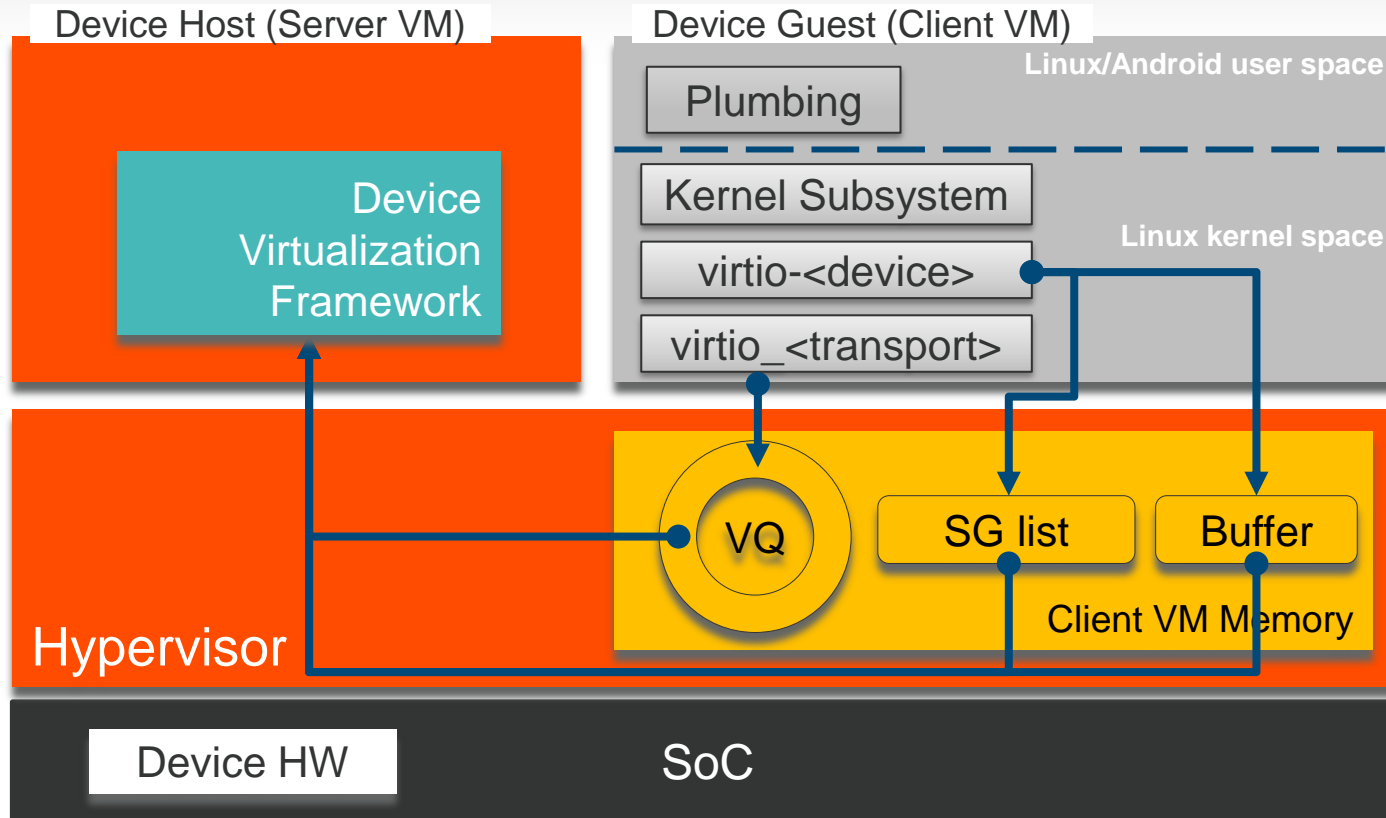 Device Host (Server VM)
Device Guest (Client VM)
Linux/Android user space
Plumbing
Device
Virtualization
Framework
Kernel Subsystem
Linux kernel space
virtio-<device>
virtio_<transport>
VQ
SG list
Buffer
Client VM Memory
Hypervisor
Device HW
SoC